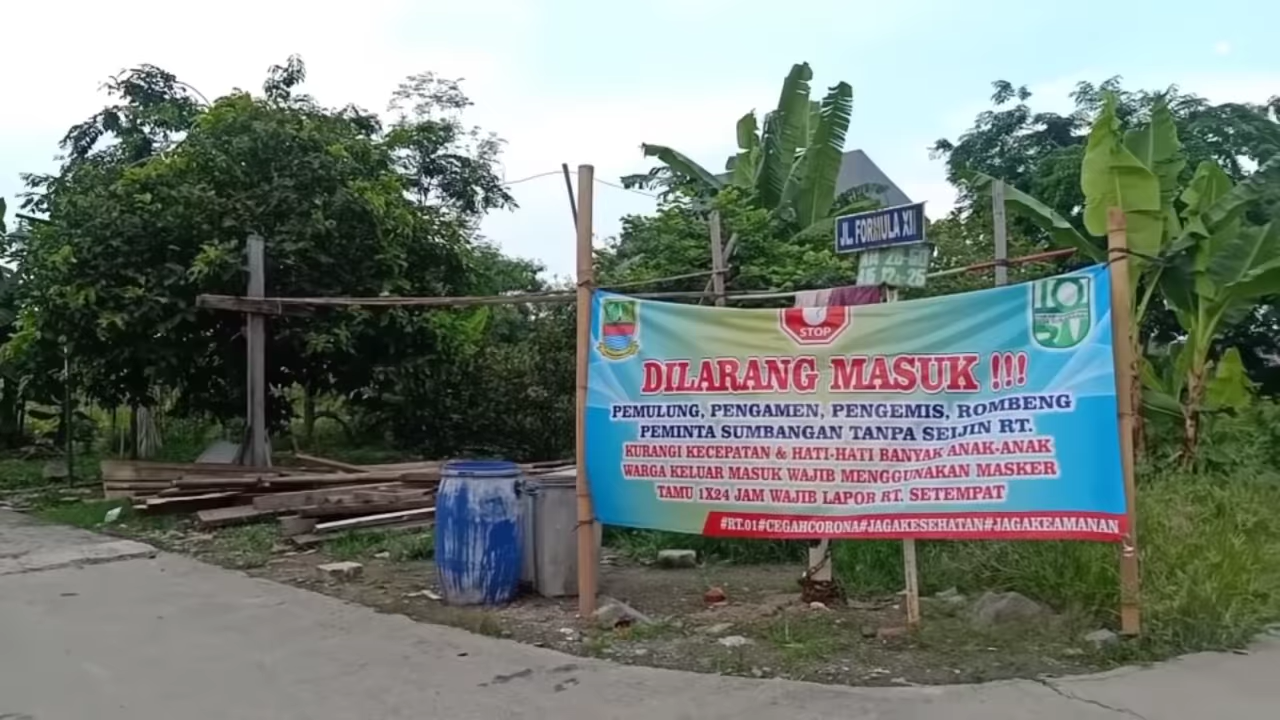 JL. FORMULA XII
STOP
DILARANG MASUK !!!
PEMULUNG, PENGAMEN, PENGEMIS, ROMBENG
PEMINTA SUMBANGAN TANPA SEIJIN RT.
KURANGI KECEPATAN & HATI-HATI BANYAK ANAK-ANAK
WARGA KELUAR MASUK WAJIB MENGGUNAKAN MASKER
TAMU 1X24 JAM WAJIB LAPOR RT. SETEMPAT
#RT.01#CEGAHCORONA#JAGAKESEHATAN#JAGAKEAMANAN